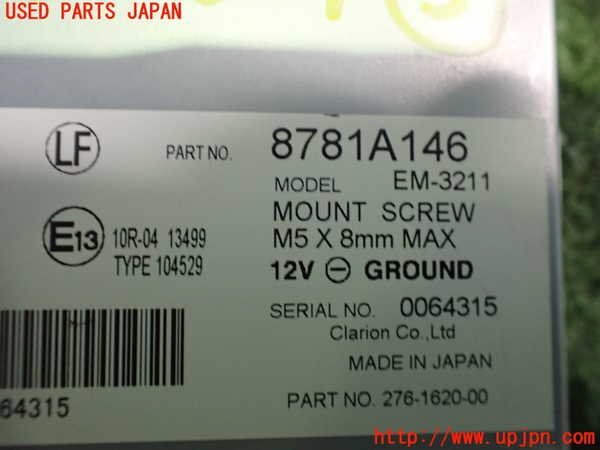 USED PARTS JAPAN
LF
PART NO. 8781A146
MODEL EM-3211
MOUNT SCREW
M5 X 8mm MAX
E13
10R-04 13499
TYPE 104529
12V ⊖ GROUND
SERIAL NO. 0064315
Clarion Co.,Ltd
MADE IN JAPAN
64315
PART NO. 276-1620-00
http://www.upjpn.com